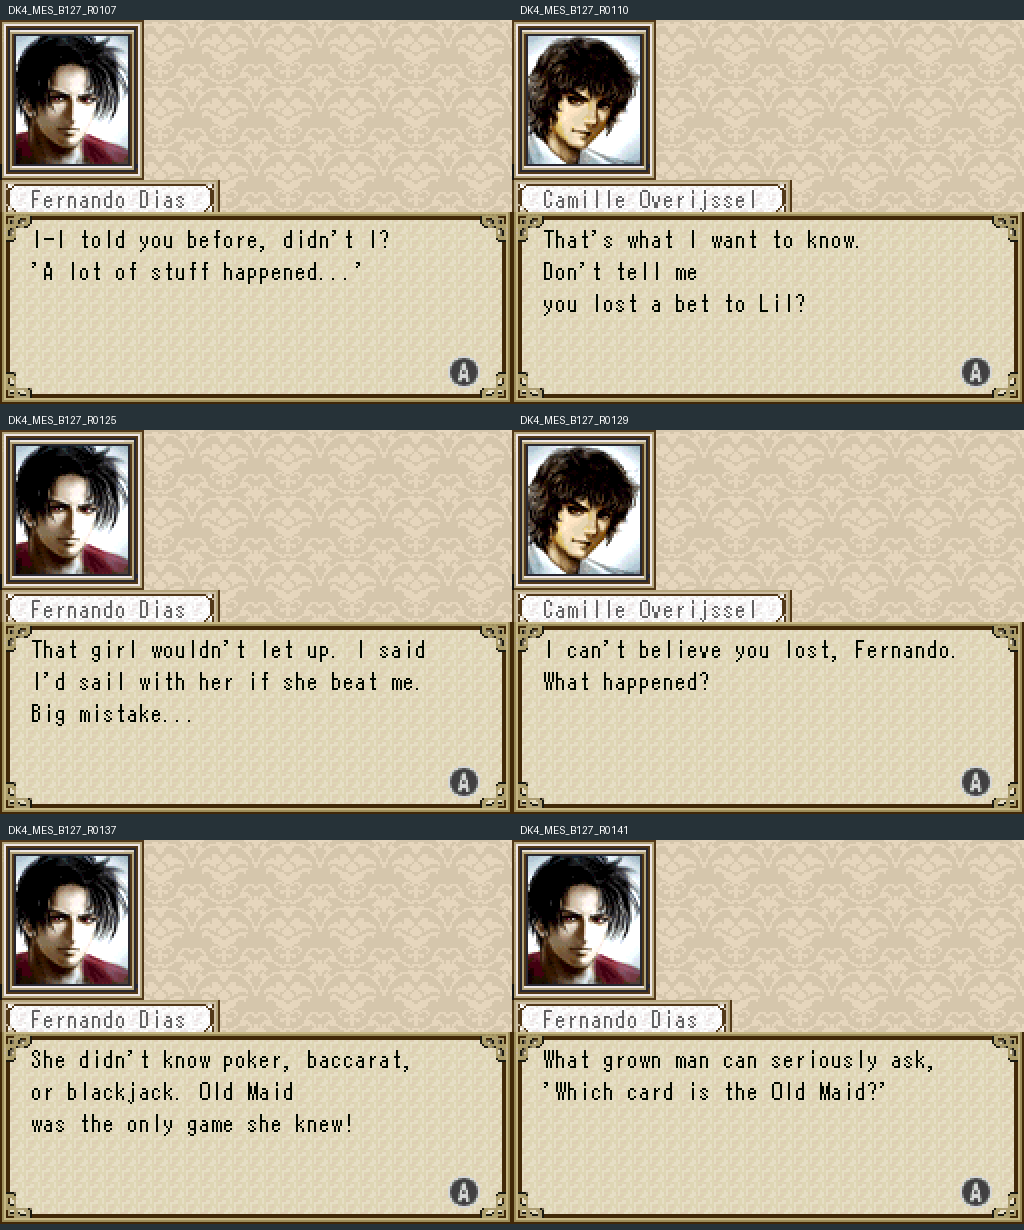 DK4_MES_B127_R0107
Fernando Dias
I-I told you before, didn't I?
'A lot of stuff happened...'
A
DK4_MES_B127_R0110
Camille Overijssel
That's what I want to know.
Don't tell me
you lost a bet to Lil?
A
DK4_MES_B127_R0125
Fernando Dias
That girl wouldn't let up. I said
I'd sail with her if she beat me.
Big mistake...
A
DK4_MES_B127_R0129
Camille Overijssel
I can't believe you lost, Fernando.
What happened?
A
DK4_MES_B127_R0137
Fernando Dias
She didn't know poker, baccarat,
or blackjack. Old Maid
was the only game she knew!
A
DK4_MES_B127_R0141
Fernando Dias
What grown man can seriously ask,
'Which card is the Old Maid?'
A